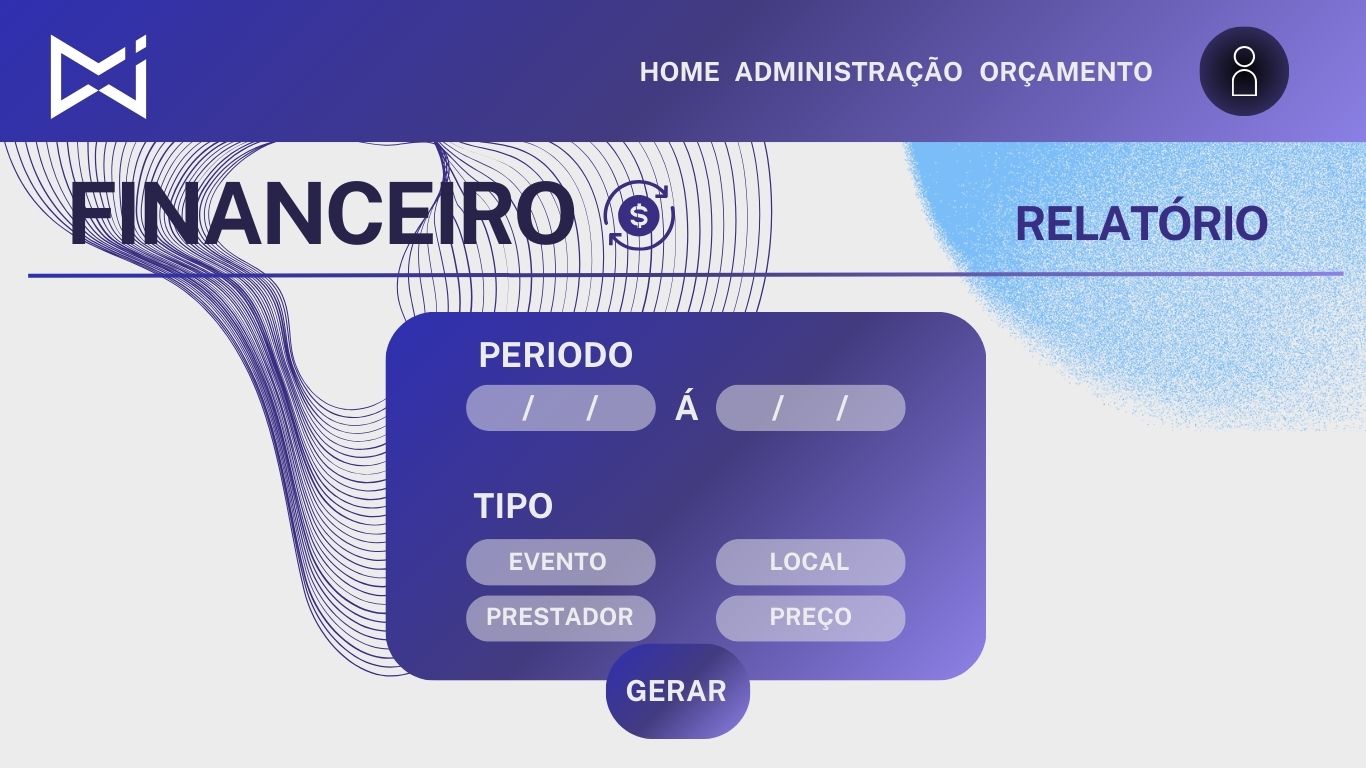 HOME ADMINISTRAÇÃO ORÇAMENTO
FINANCEIRO $ RELATÓRIO
PERIODO
/ / Á / /
TIPO
EVENTO LOCAL
PRESTADOR PREÇO
GERAR